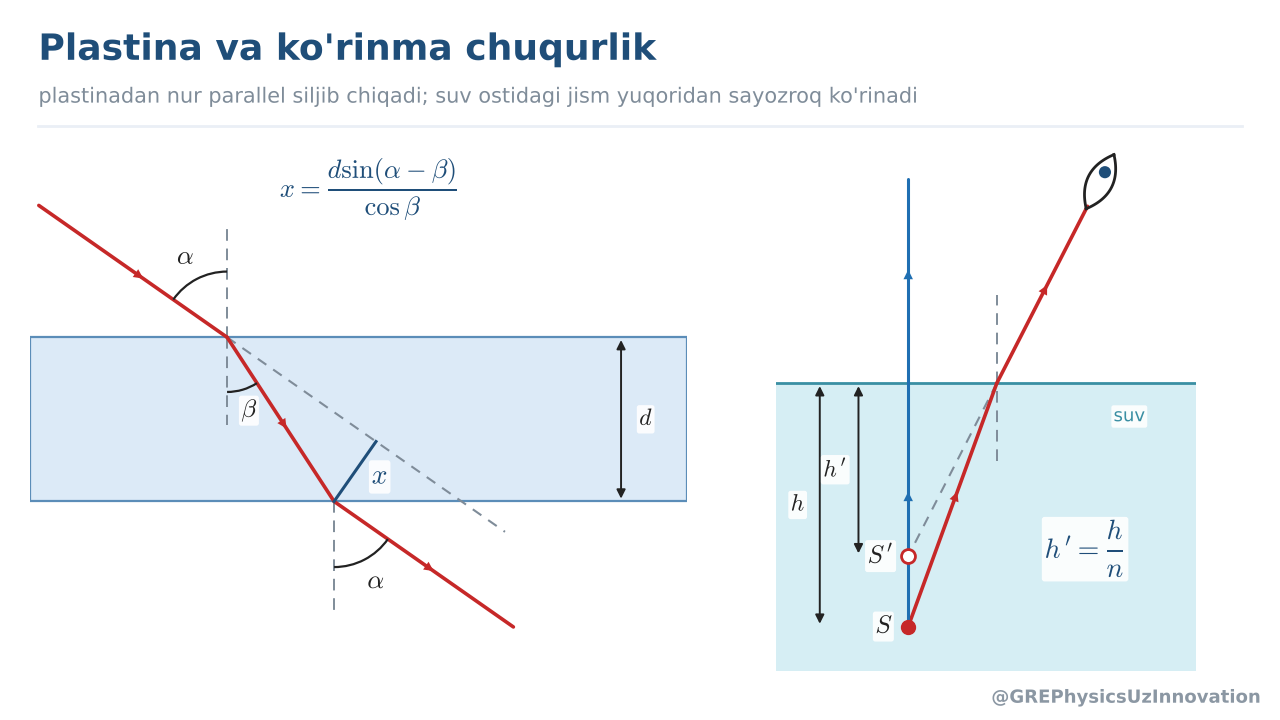 Plastina va ko'rinma chuqurlik
plastinadan nur parallel siljib chiqadi; suv ostidagi jism yuqoridan sayozroq ko'rinadi
x = dsin(α − β) / cos β
α
β
d
x
α
suv
h'
h
h' = h / n
S'
S
@GREPhysicsUzInnovation